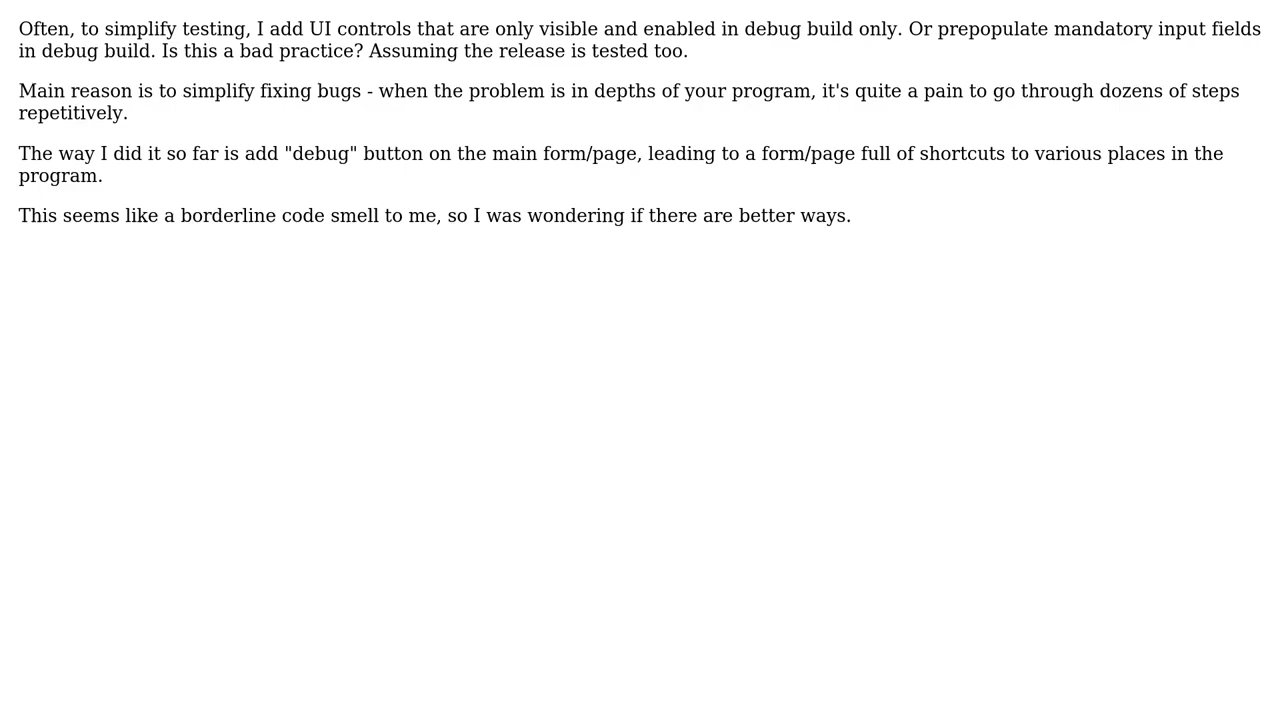 Often, to simplify testing, I add UI controls that are only visible and enabled in debug build only. Or prepopulate mandatory input fields
in debug build. Is this a bad practice? Assuming the release is tested too.
Main reason is to simplify fixing bugs - when the problem is in depths of your program, it's quite a pain to go through dozens of steps
repetitively.
The way I did it so far is add "debug" button on the main form/page, leading to a form/page full of shortcuts to various places in the
program.
This seems like a borderline code smell to me, so I was wondering if there are better ways.